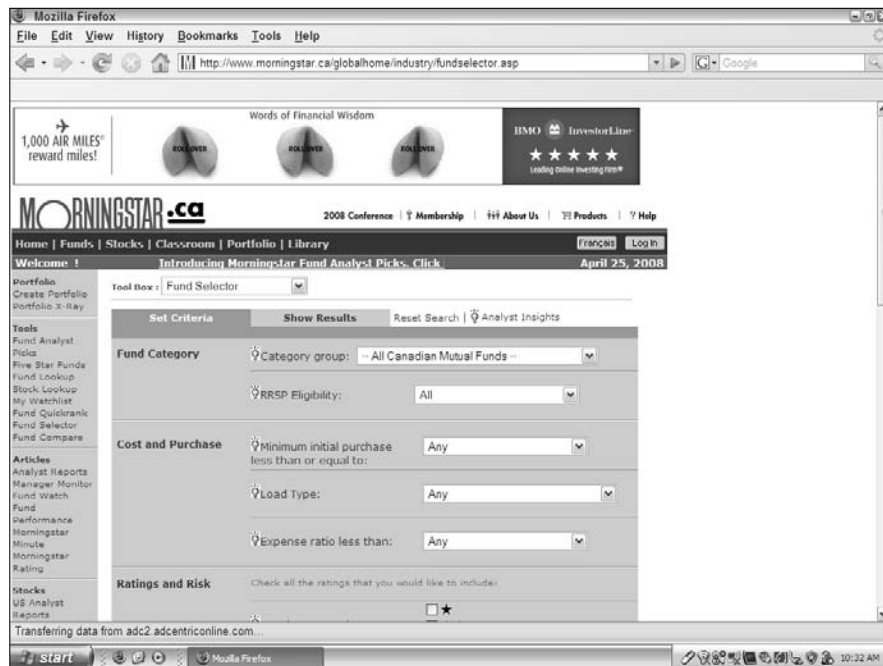 Mozilla Firefox
File Edit View History Bookmarks Tools Help
http://www.morningstar.ca/globalhome/industry/fundselector.asp
G Google
1,000 AIR MILES®
reward miles!
Words of Financial Wisdom
ROLL OVER
ROLL OVER
ROLL OVER
BMO InvestorLine
★★★★★
Leading Online Investing Firm®
MORNINGSTAR.ca
2008 Conference | Membership | About Us | Products | ? Help
Home | Funds | Stocks | Classroom | Portfolio | Library
Français
Log In
Welcome !
Introducing Morningstar Fund Analyst Picks. Click
April 25, 2008
Portfolio
Create Portfolio
Portfolio X-Ray
Tools
Fund Analyst
Picks
Five Star Funds
Fund Lookup
Stock Lookup
My Watchlist
Fund Quickrank
Fund Selector
Fund Compare
Articles
Analyst Reports
Manager Monitor
Fund Watch
Fund
Performance
Morningstar
Minute
Morningstar
Rating
Stocks
US Analyst
Reports
Tool Box : Fund Selector
Set Criteria
Show Results
Reset Search | Analyst Insights
Fund Category
Category group: -- All Canadian Mutual Funds --
RRSP Eligibility: All
Cost and Purchase
Minimum initial purchase
less than or equal to: Any
Load Type: Any
Expense ratio less than: Any
Ratings and Risk
Check all the ratings that you would like to include:
★
Transferring data from adc2.adcentriconline.com...
start
Mozilla Firefox
10:32 AM